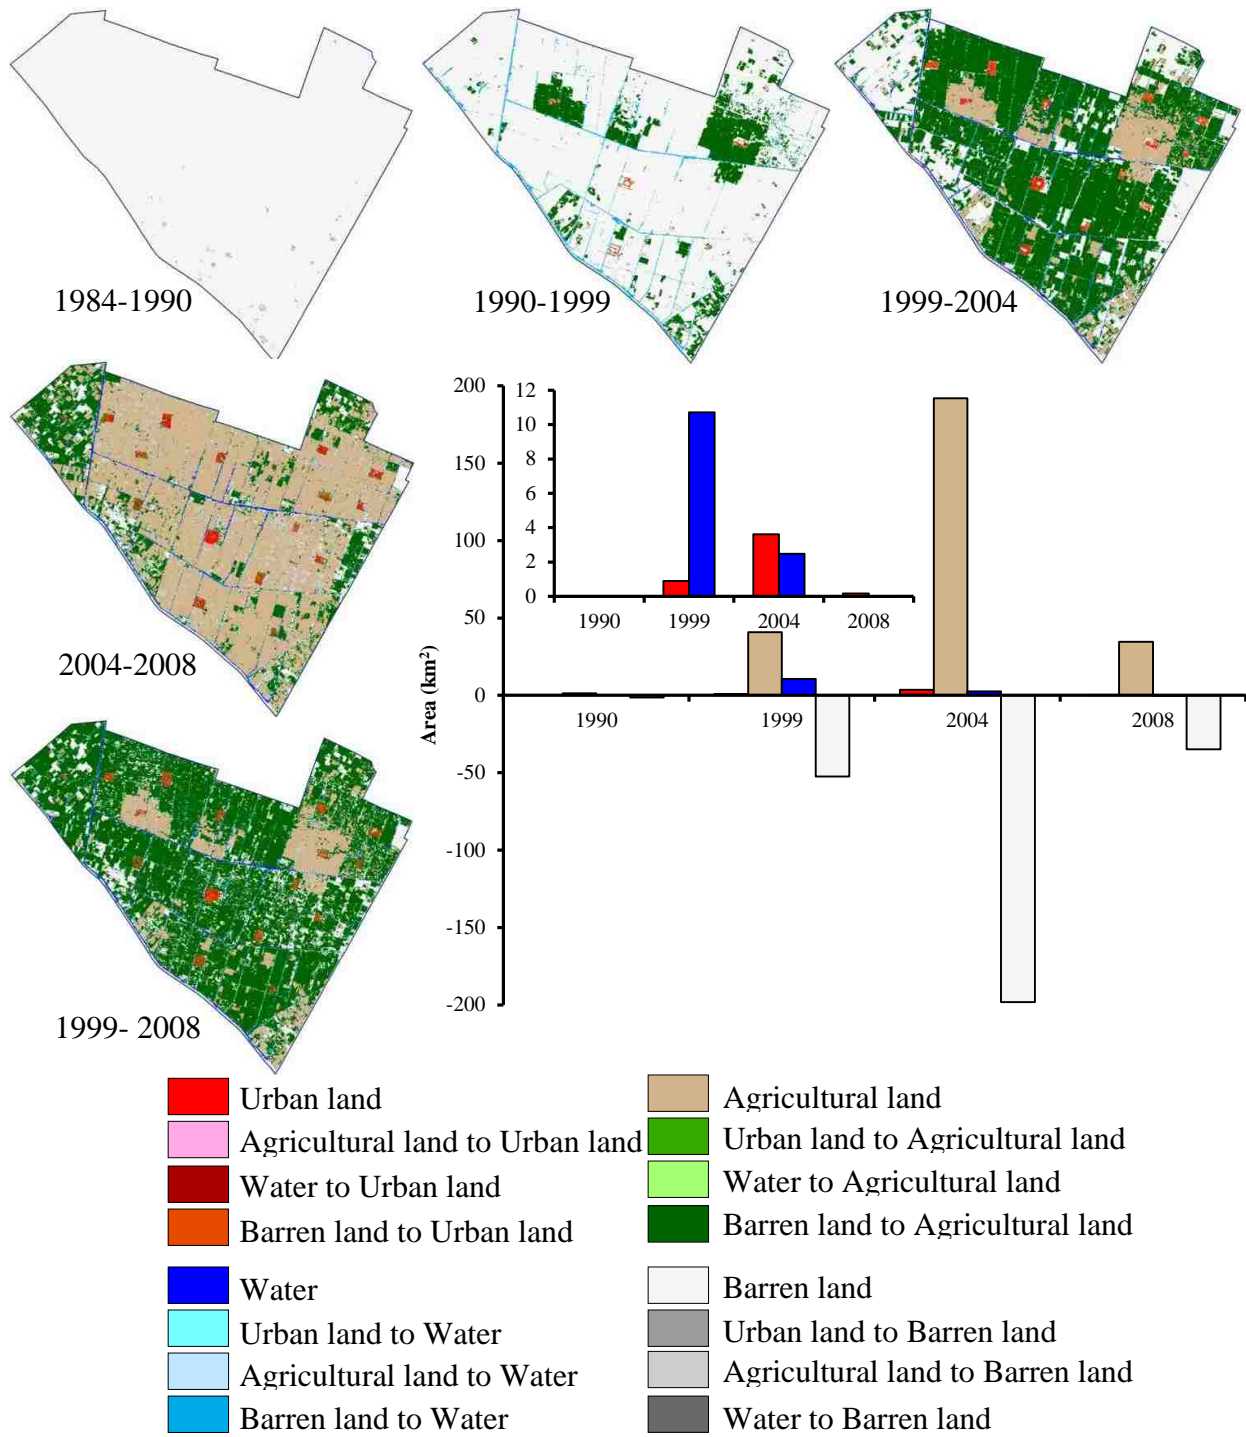 1984-1990
1990-1999
1999-2004
2004-2008
1999- 2008
12
10
8
6
4
2
0
1990
1999
2004
2008
200
150
100
50
0
-50
-100
-150
-200
Area (km²)
1990
1999
2004
2008
Urban land
Agricultural land to Urban land
Water to Urban land
Barren land to Urban land
Water
Urban land to Water
Agricultural land to Water
Barren land to Water
Agricultural land
Urban land to Agricultural land
Water to Agricultural land
Barren land to Agricultural land
Barren land
Urban land to Barren land
Agricultural land to Barren land
Water to Barren land